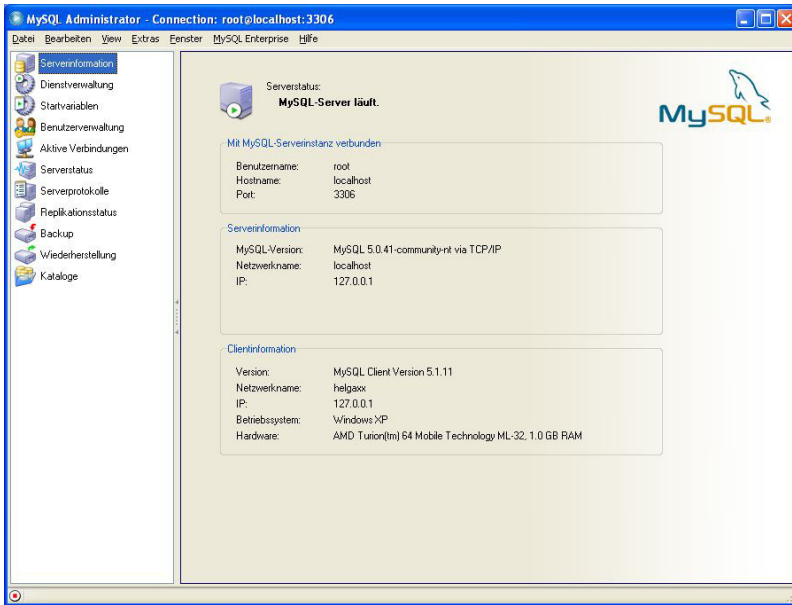 MySQL Administrator - Connection: root@localhost:3306
Datei Bearbeiten View Extras Fenster MySQL Enterprise Hilfe
Serverinformation
Dienstverwaltung
Startvariablen
Benutzerverwaltung
Aktive Verbindungen
Serverstatus
Serverprotokolle
Replikationsstatus
Backup
Wiederherstellung
Kataloge
Serverstatus:
MySQL-Server läuft.
MySQL
Mit MySQL-Serverinstanz verbunden
Benutzername: root
Hostname: localhost
Port: 3306
Serverinformation
MySQL-Version: MySQL 5.0.41-community-nt via TCP/IP
Netzwerkname: localhost
IP: 127.0.0.1
Clientinformation
Version: MySQL Client Version 5.1.11
Netzwerkname: helgaxx
IP: 127.0.0.1
Betriebssystem: Windows XP
Hardware: AMD Turion(tm) 64 Mobile Technology ML-32, 1.0 GB RAM